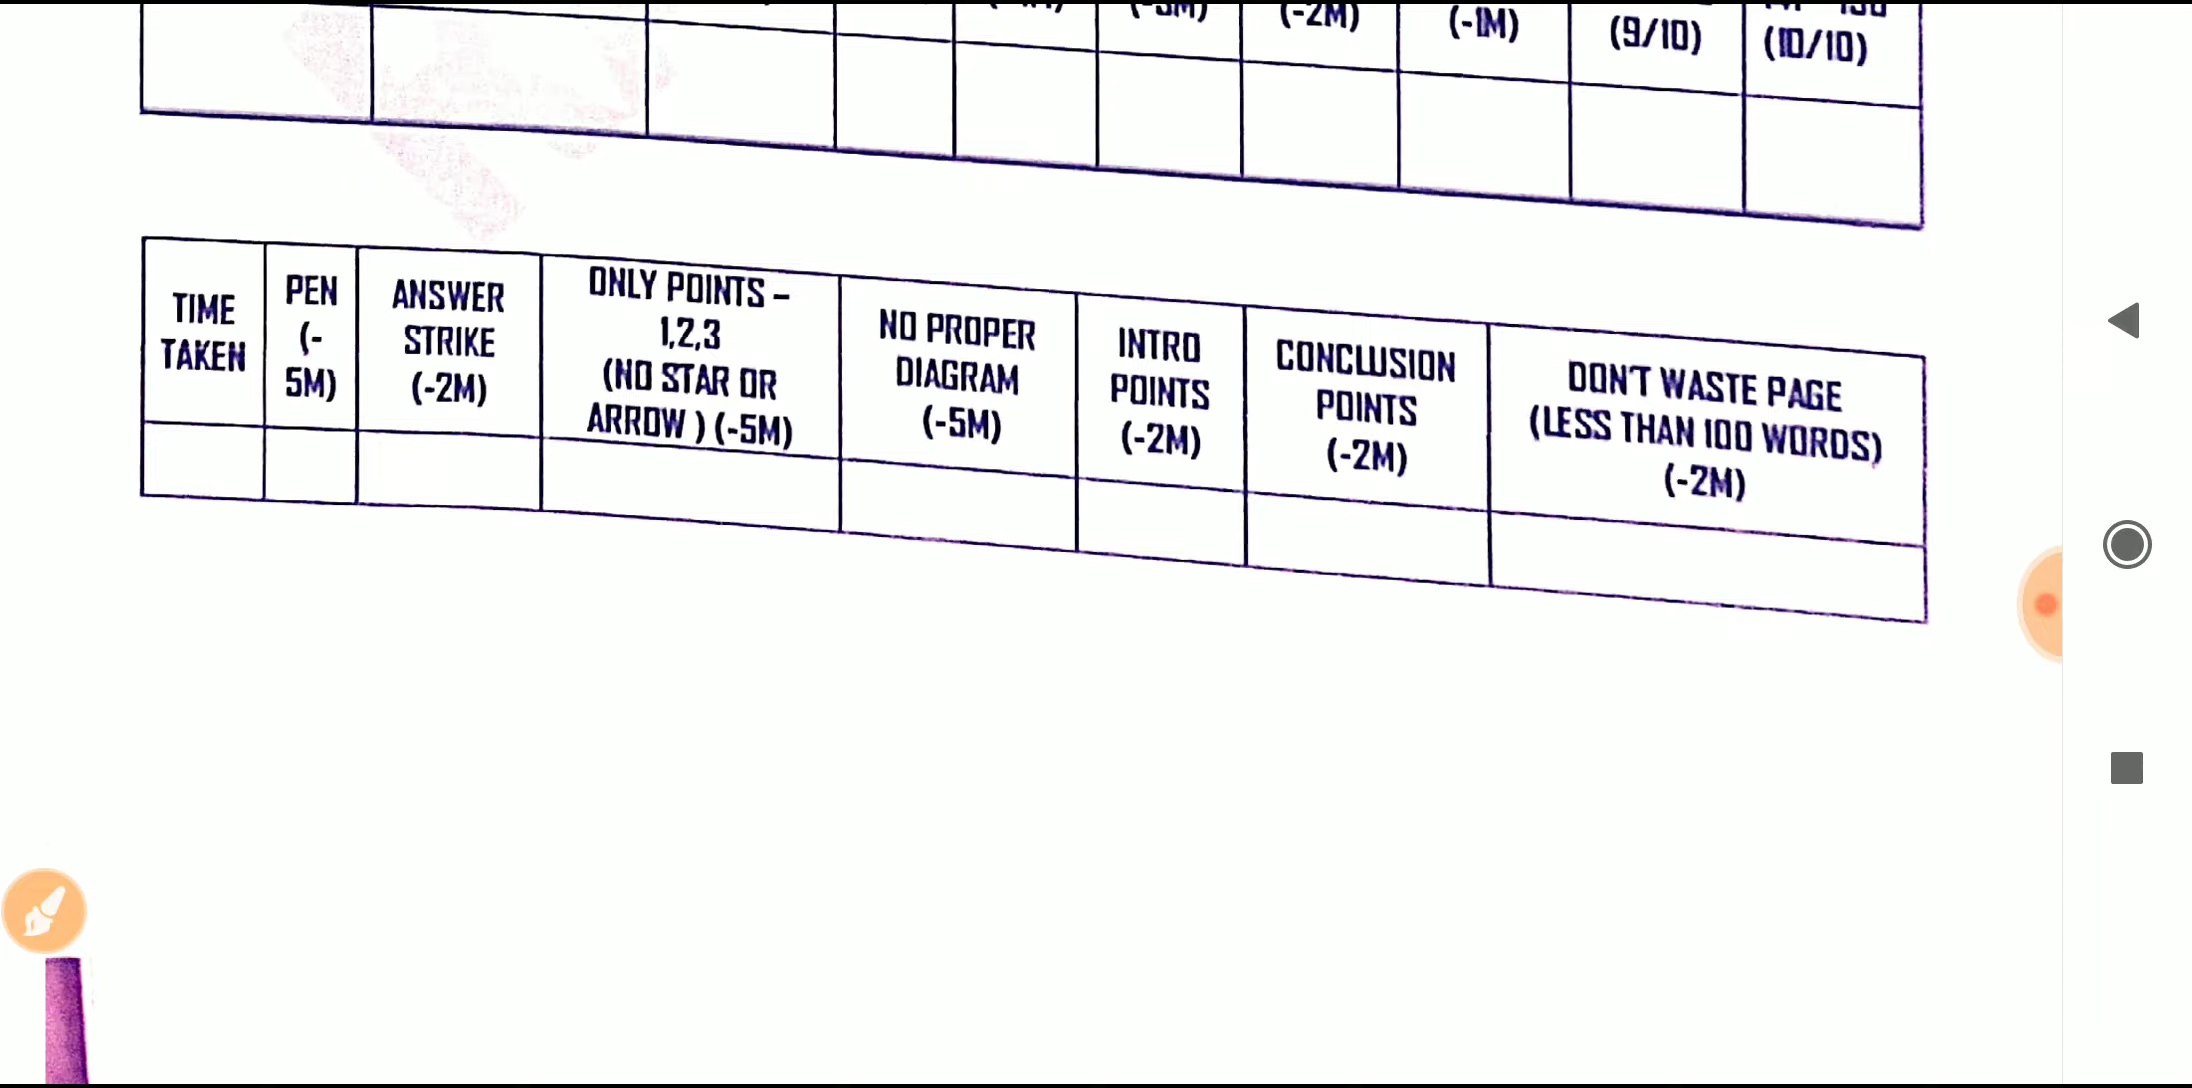 (-2M) (-1M) (9/10) (10/10)
TIME
TAKEN
PEN
(-
5M)
ANSWER
STRIKE
(-2M)
ONLY POINTS –
1,2,3
(NO STAR OR
ARROW ) (-5M)
NO PROPER
DIAGRAM
(-5M)
INTRO
POINTS
(-2M)
CONCLUSION
POINTS
(-2M)
DON'T WASTE PAGE
(LESS THAN 100 WORDS)
(-2M)